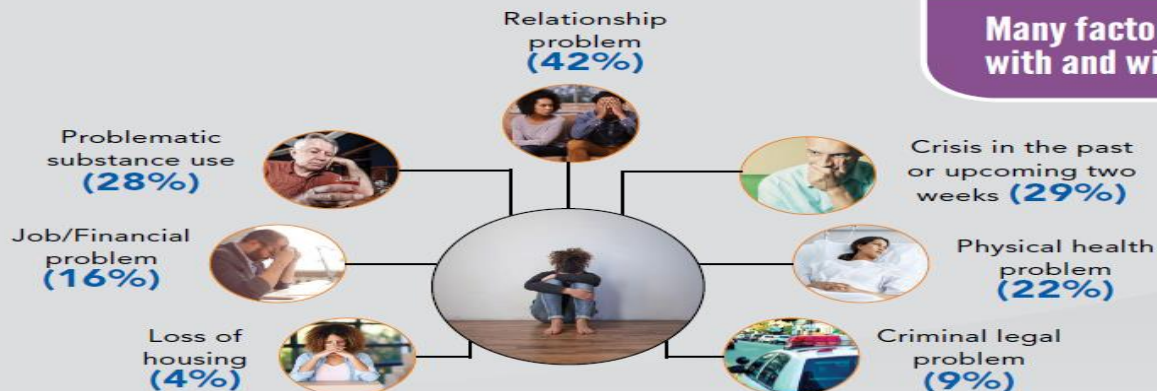 Relationship
problem
(42%)
Many facto
with and wi
Problematic
substance use
(28%)
Crisis in the past
or upcoming two
weeks (29%)
Job/Financial
problem
(16%)
Physical health
problem
(22%)
Loss of
housing
(4%)
Criminal legal
problem
(9%)